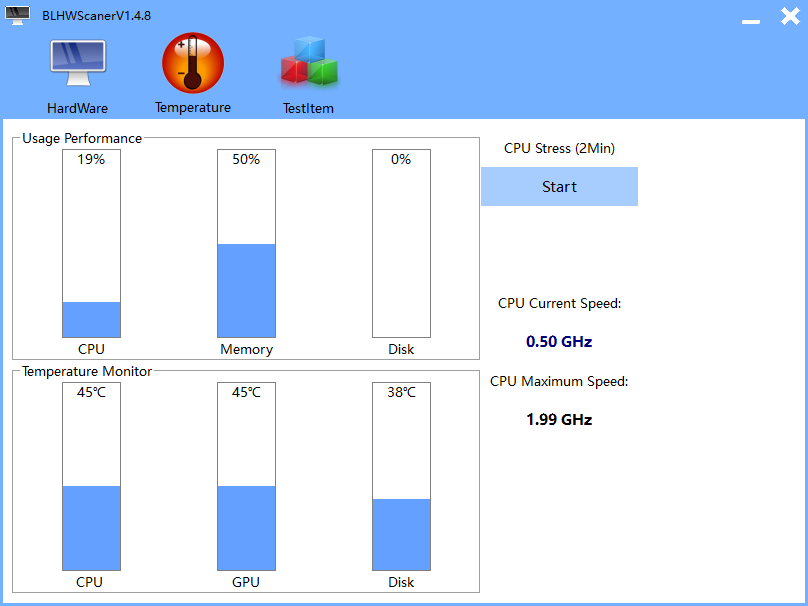 BLHWScanerV1.4.8
HardWare
Temperature
TestItem
Usage Performance
19%
50%
0%
CPU
Memory
Disk
Temperature Monitor
45℃
45℃
38℃
CPU
GPU
Disk
CPU Stress (2Min)
Start
CPU Current Speed:
0.50 GHz
CPU Maximum Speed:
1.99 GHz